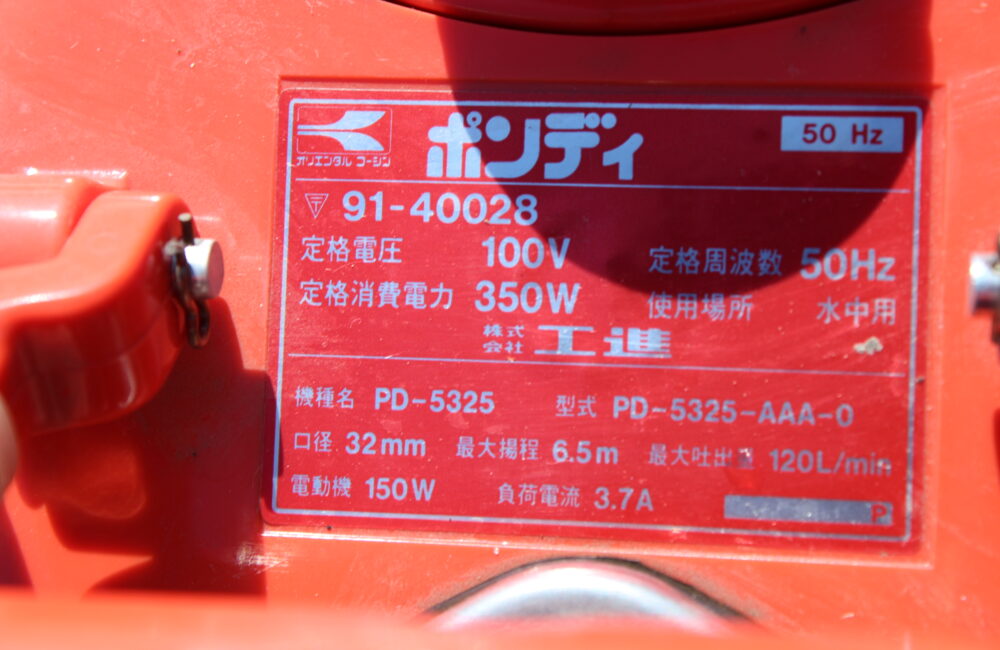 オリエンタル コーシン
ポンディ
50 Hz
〒 91-40028
定格電圧 100V 定格周波数 50Hz
定格消費電力 350W 使用場所 水中用
株式会社 工進
機種名 PD-5325 型式 PD-5325-AAA-0
口径 32mm 最大揚程 6.5m 最大吐出量 120L/min
電動機 150W 負荷電流 3.7A
P